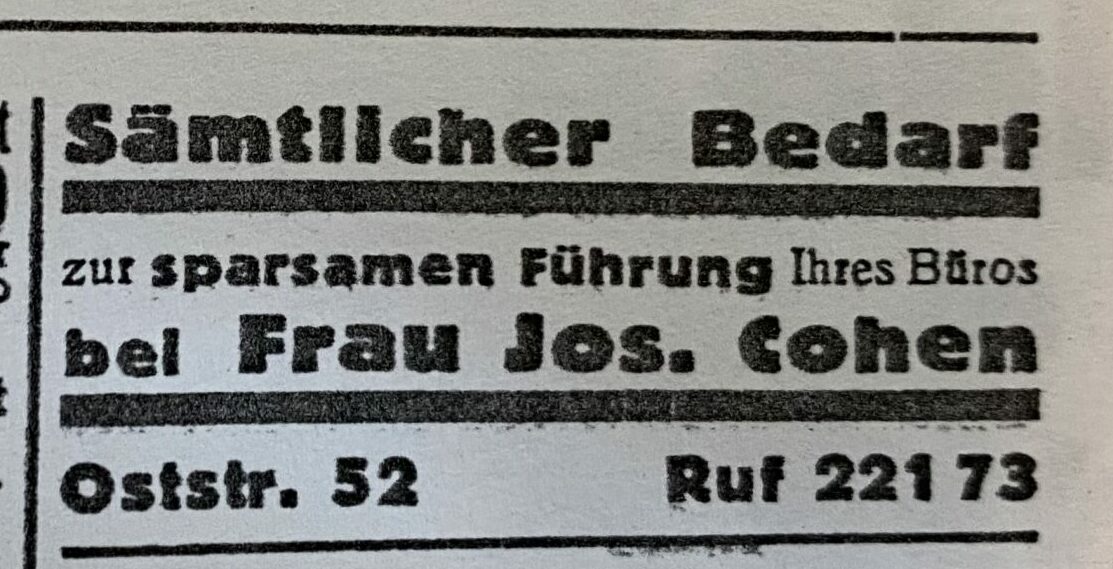 Sämtlicher Bedarf
zur sparsamen Führung Ihres Büros
bei Frau Jos. Cohen
Oststr. 52 Ruf 221 73